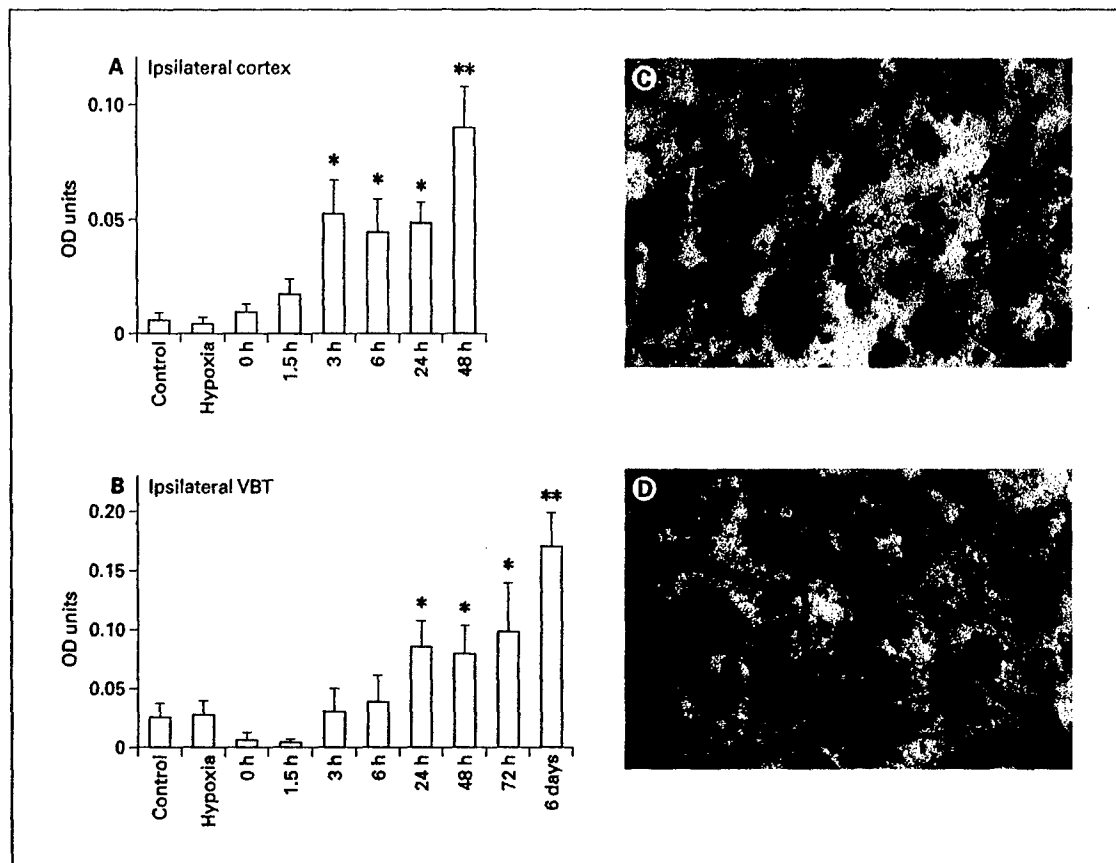 A Ipsilateral cortex
OD units
0.10
0.05
0
*
*
*
**
Control
Hypoxia
0 h
1.5 h
3 h
6 h
24 h
48 h
C
B Ipsilateral VBT
OD units
0.20
0.15
0.10
0.05
0
*
*
*
**
Control
Hypoxia
0 h
1.5 h
3 h
6 h
24 h
48 h
72 h
6 days
D